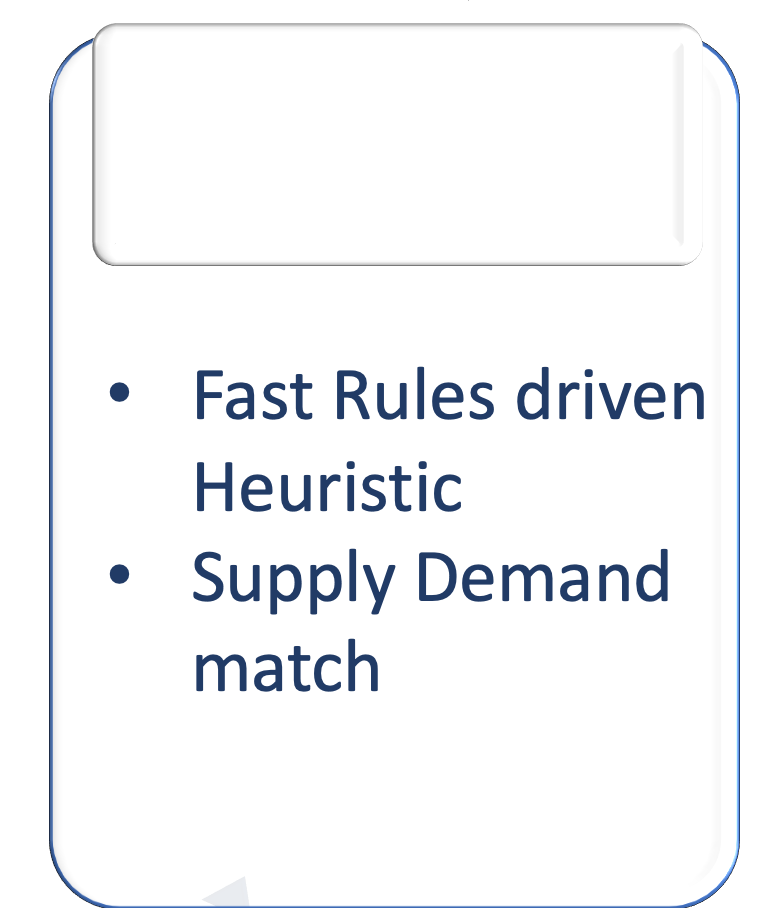 • Fast Rules driven
Heuristic
• Supply Demand
match